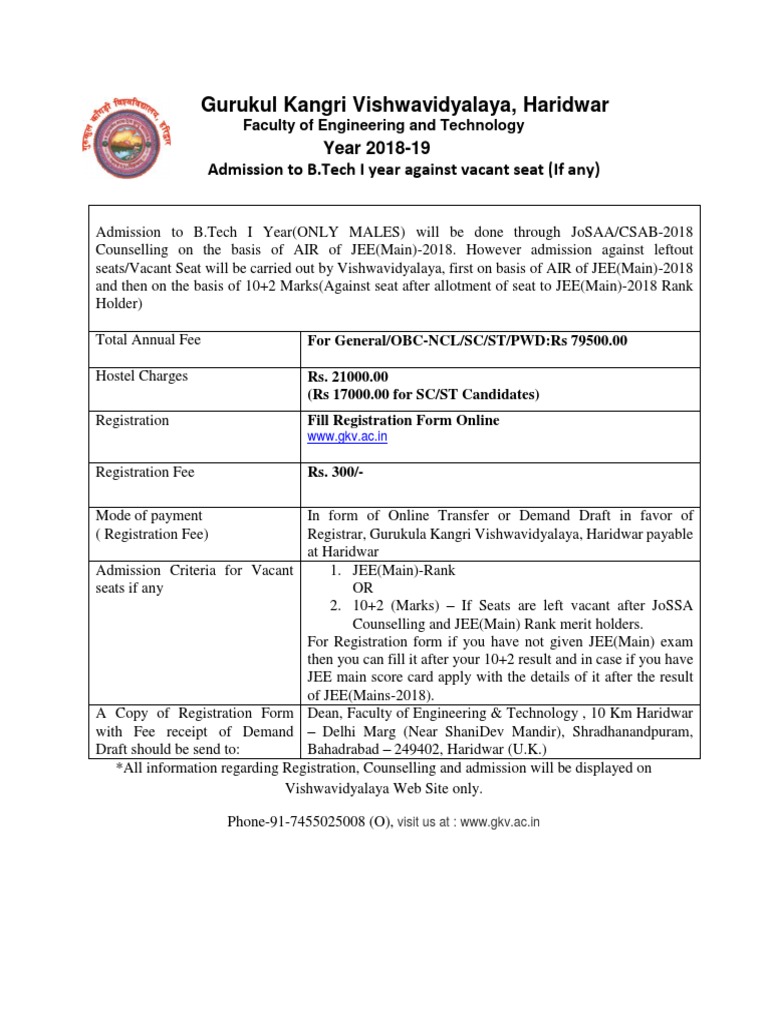 गुरुकुल काँगड़ी विश्वविद्यालय, हरिद्वार
Gurukul Kangri Vishwavidyalaya, Haridwar
Faculty of Engineering and Technology
Year 2018-19
Admission to B.Tech I year against vacant seat (If any)
Admission to B.Tech I Year(ONLY MALES) will be done through JoSAA/CSAB-2018
Counselling on the basis of AIR of JEE(Main)-2018. However admission against leftout
seats/Vacant Seat will be carried out by Vishwavidyalaya, first on basis of AIR of JEE(Main)-2018
and then on the basis of 10+2 Marks(Against seat after allotment of seat to JEE(Main)-2018 Rank
Holder)
Total Annual Fee
For General/OBC-NCL/SC/ST/PWD:Rs 79500.00
Hostel Charges
Rs. 21000.00
(Rs 17000.00 for SC/ST Candidates)
Registration
Fill Registration Form Online
www.gkv.ac.in
Registration Fee
Rs. 300/-
Mode of payment
( Registration Fee)
In form of Online Transfer or Demand Draft in favor of
Registrar, Gurukula Kangri Vishwavidyalaya, Haridwar payable
at Haridwar
Admission Criteria for Vacant
seats if any
1. JEE(Main)-Rank
OR
2. 10+2 (Marks) – If Seats are left vacant after JoSSA
Counselling and JEE(Main) Rank merit holders.
For Registration form if you have not given JEE(Main) exam
then you can fill it after your 10+2 result and in case if you have
JEE main score card apply with the details of it after the result
of JEE(Mains-2018).
A Copy of Registration Form
with Fee receipt of Demand
Draft should be send to:
Dean, Faculty of Engineering & Technology , 10 Km Haridwar
– Delhi Marg (Near ShaniDev Mandir), Shradhanandpuram,
Bahadrabad – 249402, Haridwar (U.K.)
*All information regarding Registration, Counselling and admission will be displayed on
Vishwavidyalaya Web Site only.
Phone-91-7455025008 (O), visit us at : www.gkv.ac.in